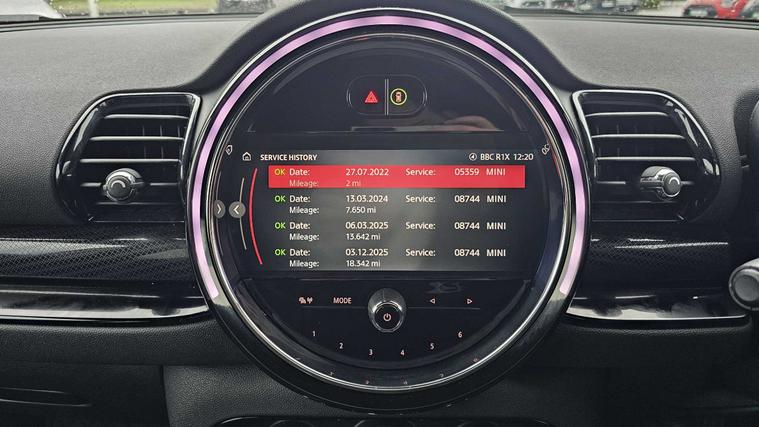 SERVICE HISTORY BBC R1X 12:20
OK Date: 27.07.2022 Service: 05359 MINI
Mileage: 2 mi
OK Date: 13.03.2024 Service: 08744 MINI
Mileage: 7.650 mi
OK Date: 06.03.2025 Service: 08744 MINI
Mileage: 13.642 mi
OK Date: 03.12.2025 Service: 08744 MINI
Mileage: 18.342 mi
MODE
1 2 3 4 5 6